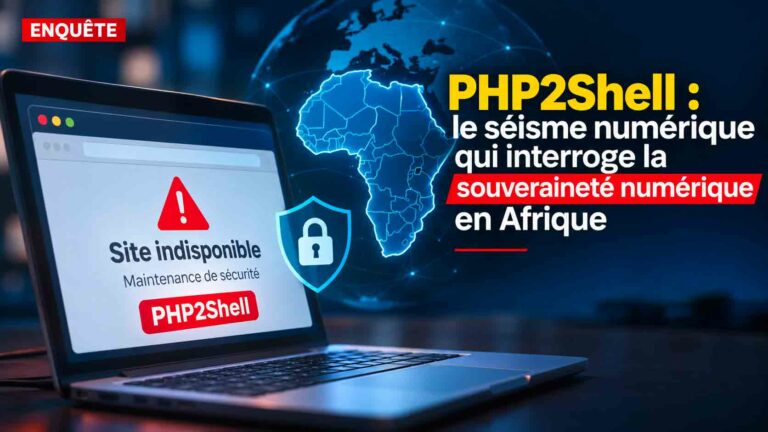 ENQUÊTE
PHP2Shell :
le séisme numérique
qui interroge la
souveraineté numérique
en Afrique
Site indisponible
Maintenance de sécurité
PHP2Shell